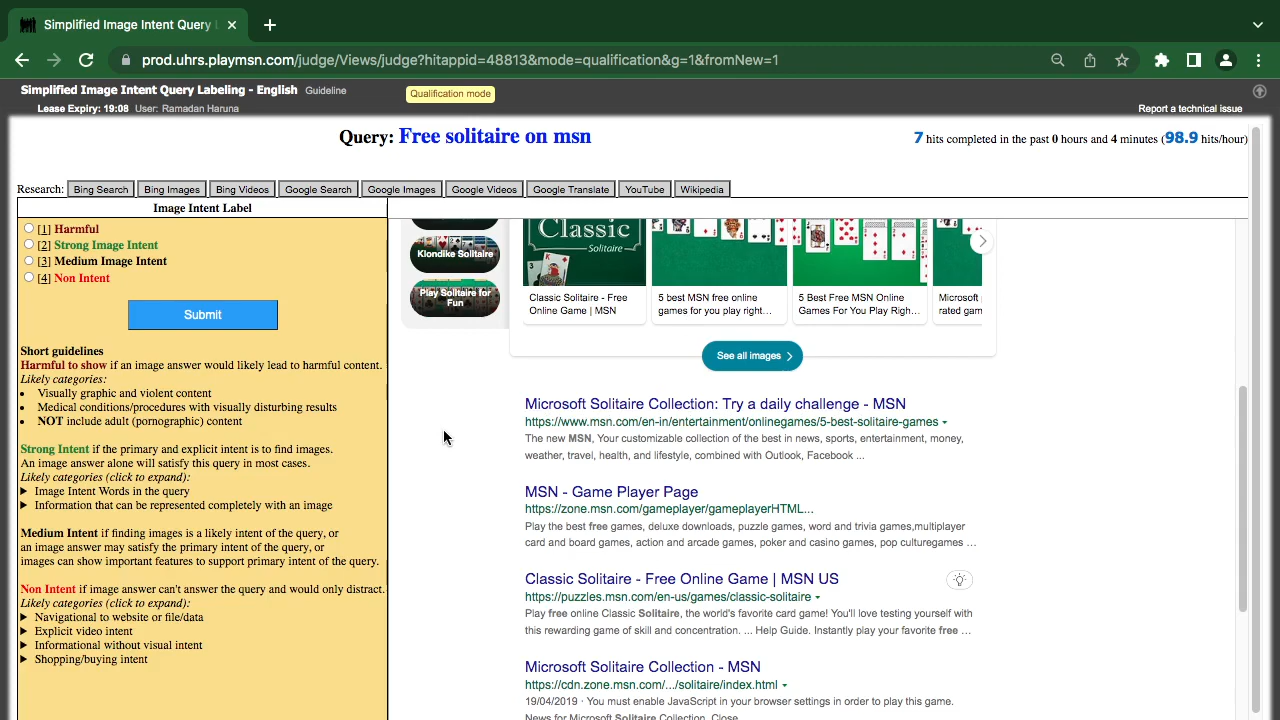 Simplified Image Intent Query L
prod.uhrs.playmsn.com/judge/Views/judge?hitappid=48813&mode=qualification&g=1&fromNew=1
Simplified Image Intent Query Labeling - English Guideline
Qualification mode
Lease Expiry: 19:08 User: Ramadan Haruna
Report a technical issue
Query: Free solitaire on msn
7 hits completed in the past 0 hours and 4 minutes (98.9 hits/hour)
Research: Bing Search Bing Images Bing Videos Google Search Google Images Google Videos Google Translate YouTube Wikipedia
Image Intent Label
[1] Harmful
[2] Strong Image Intent
[3] Medium Image Intent
[4] Non Intent
Submit
Short guidelines
Harmful to show if an image answer would likely lead to harmful content.
Likely categories:
• Visually graphic and violent content
• Medical conditions/procedures with visually disturbing results
• NOT include adult (pornographic) content
Strong Intent if the primary and explicit intent is to find images.
An image answer alone will satisfy this query in most cases.
Likely categories (click to expand):
Image Intent Words in the query
Information that can be represented completely with an image
Medium Intent if finding images is a likely intent of the query, or
an image answer may satisfy the primary intent of the query, or
images can show important features to support primary intent of the query.
Non Intent if image answer can't answer the query and would only distract.
Likely categories (click to expand):
Navigational to website or file/data
Explicit video intent
Informational without visual intent
Shopping/buying intent
Klondike Solitaire
Play Solitaire for
Fun
Classic
Solitaire
Classic Solitaire - Free
Online Game | MSN
5 best MSN free online
games for you play right...
5 Best Free MSN Online
Games For You Play Righ...
Microsoft
rated gam
See all images
Microsoft Solitaire Collection: Try a daily challenge - MSN
https://www.msn.com/en-in/entertainment/onlinegames/5-best-solitaire-games
The new MSN, Your customizable collection of the best in news, sports, entertainment, money,
weather, travel, health, and lifestyle, combined with Outlook, Facebook ...
MSN - Game Player Page
https://zone.msn.com/gameplayer/gameplayerHTML...
Play the best free games, deluxe downloads, puzzle games, word and trivia games,multiplayer
card and board games, action and arcade games, poker and casino games, pop culturegames ...
Classic Solitaire - Free Online Game | MSN US
https://puzzles.msn.com/en-us/games/classic-solitaire
Play free online Classic Solitaire, the world's favorite card game! You'll love testing yourself with
this rewarding game of skill and concentration. ... Help Guide. Instantly play your favorite free ...
Microsoft Solitaire Collection - MSN
https://cdn.zone.msn.com/.../solitaire/index.html
19/04/2019 · You must enable JavaScript in your browser settings in order to play this game.
News for Microsoft Solitaire Collection. Close